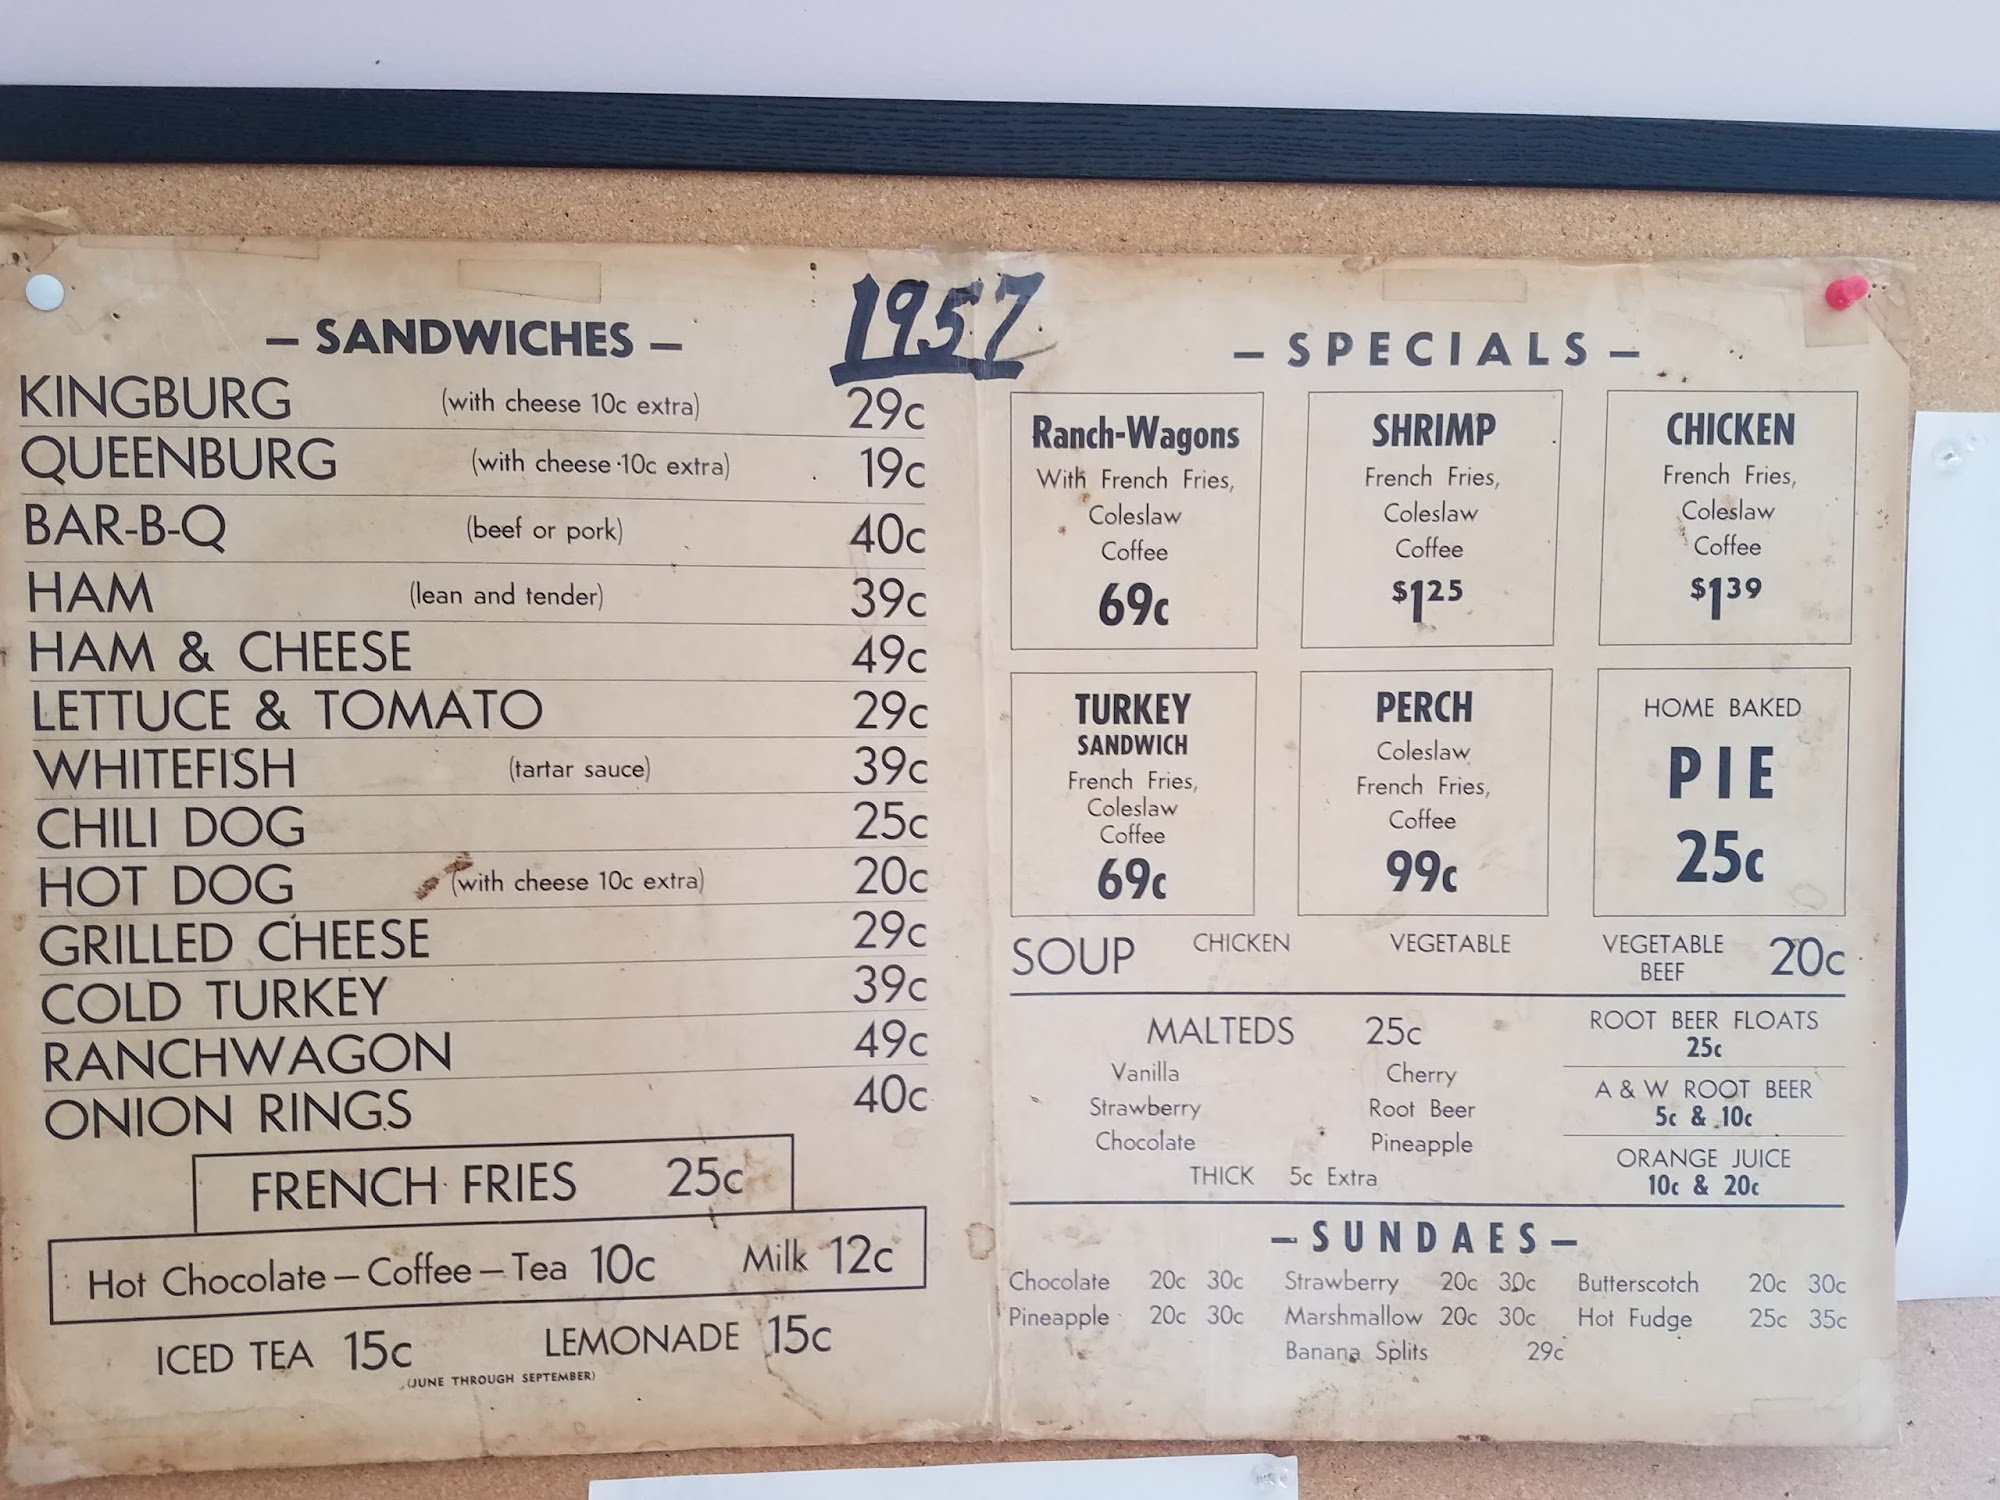 1957
– SANDWICHES –
KINGBURG (with cheese 10c extra) 29c
QUEENBURG (with cheese 10c extra) 19c
BAR-B-Q (beef or pork) 40c
HAM (lean and tender) 39c
HAM & CHEESE 49c
LETTUCE & TOMATO 29c
WHITEFISH (tartar sauce) 39c
CHILI DOG 25c
HOT DOG (with cheese 10c extra) 20c
GRILLED CHEESE 29c
COLD TURKEY 39c
RANCHWAGON 49c
ONION RINGS 40c
FRENCH FRIES 25c
Hot Chocolate – Coffee – Tea 10c Milk 12c
ICED TEA 15c LEMONADE 15c
(JUNE THROUGH SEPTEMBER)
– SPECIALS –
Ranch-Wagons
With French Fries,
Coleslaw
Coffee
69c
SHRIMP
French Fries,
Coleslaw
Coffee
$1.25
CHICKEN
French Fries,
Coleslaw
Coffee
$1.39
TURKEY
SANDWICH
French Fries,
Coleslaw
Coffee
69c
PERCH
Coleslaw
French Fries,
Coffee
99c
HOME BAKED
PIE
25c
SOUP CHICKEN VEGETABLE VEGETABLE BEEF 20c
MALTEDS 25c
Vanilla Cherry
Strawberry Root Beer
Chocolate Pineapple
THICK 5c Extra
ROOT BEER FLOATS
25c
A & W ROOT BEER
5c & 10c
ORANGE JUICE
10c & 20c
– SUNDAES –
Chocolate 20c 30c Strawberry 20c 30c Butterscotch 20c 30c
Pineapple 20c 30c Marshmallow 20c 30c Hot Fudge 25c 35c
Banana Splits 29c